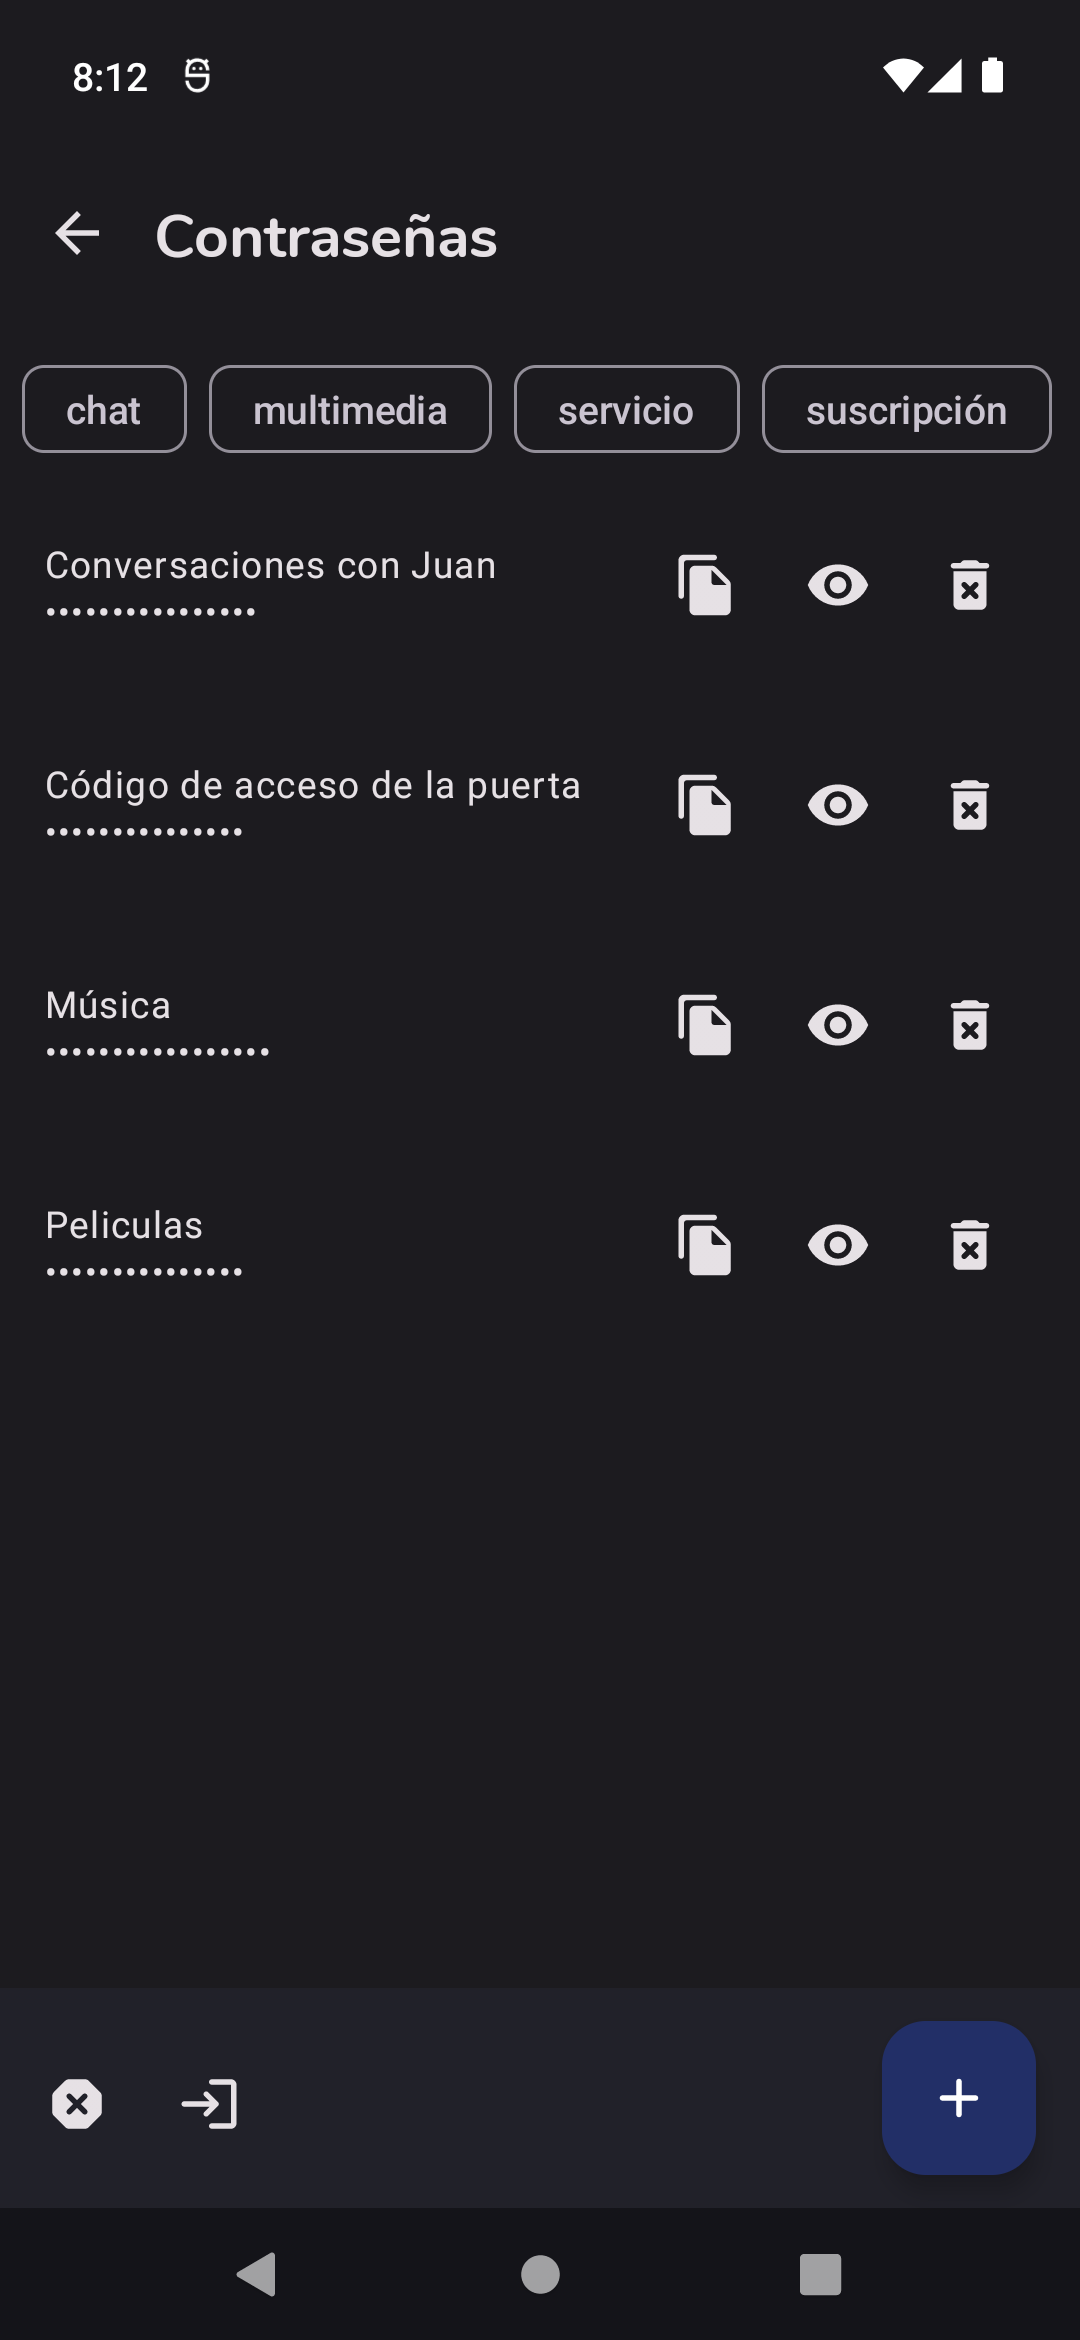 8:12
Contraseñas
chat
multimedia
servicio
suscripción
Conversaciones con Juan
••••••••••••••••
Código de acceso de la puerta
•••••••••••••••
Música
•••••••••••••••••
Peliculas
•••••••••••••••